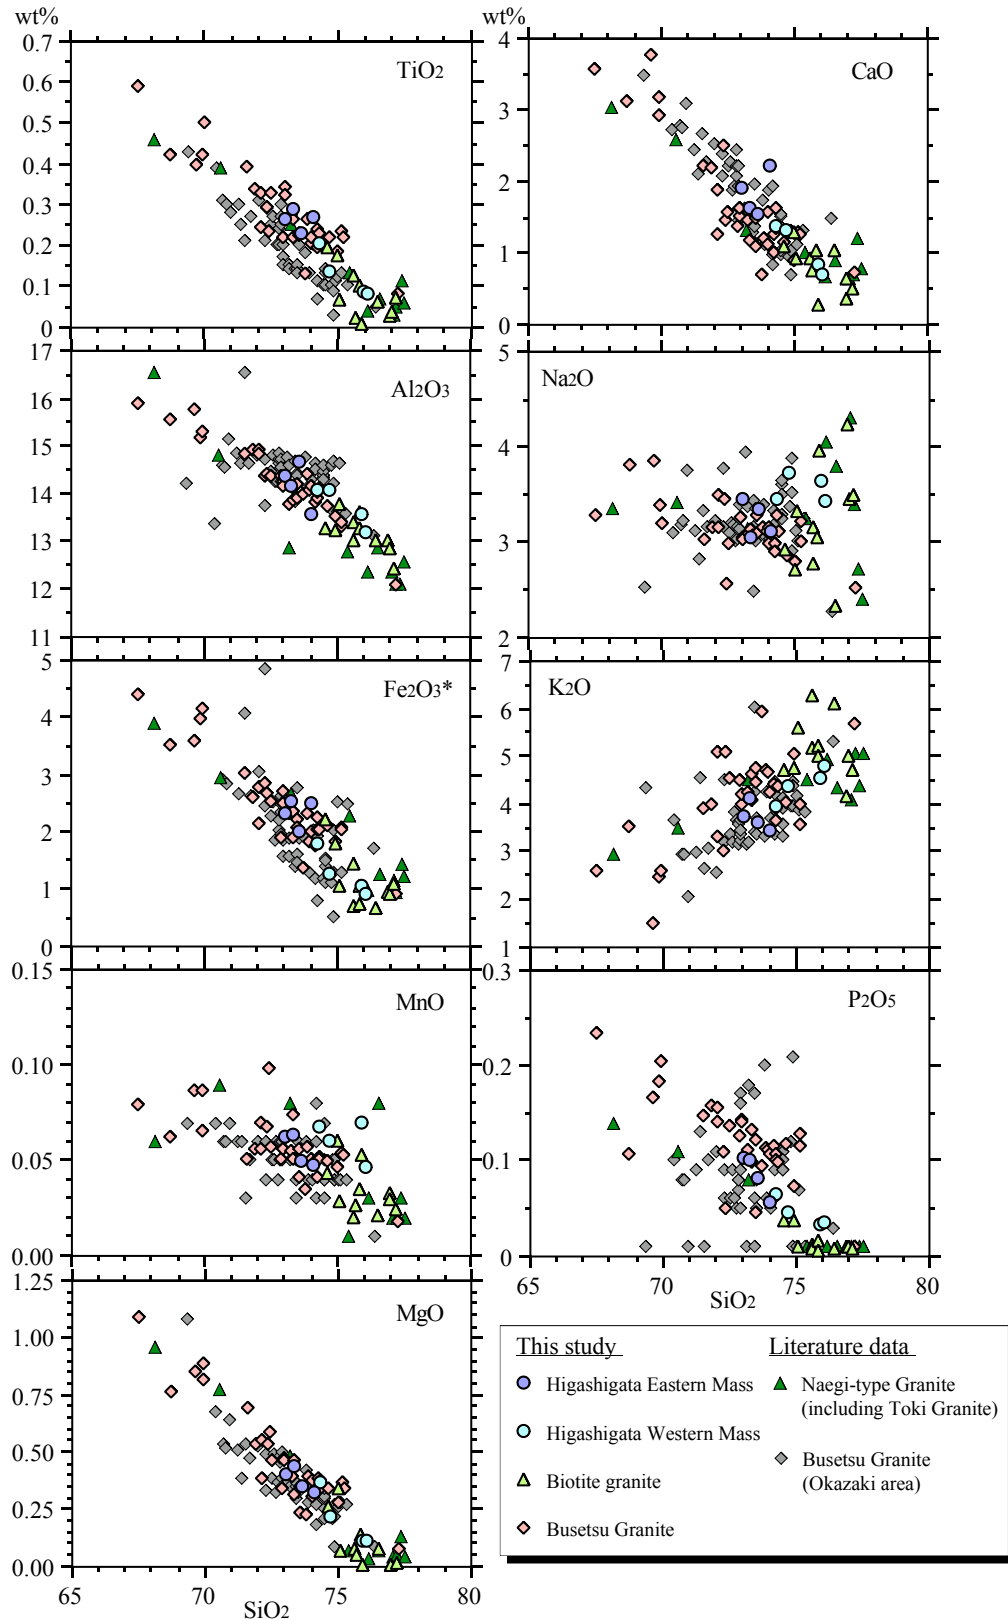 wt%
0.7
0.6
0.5
0.4
0.3
0.2
0.1
0
TiO2
wt%
4
3
2
1
0
CaO
17
16
15
14
13
12
11
Al2O3
5
4
3
2
Na2O
5
4
3
2
1
0
Fe2O3*
7
6
5
4
3
2
1
K2O
0.15
0.10
0.05
0.00
MnO
0.3
0.2
0.1
0
P2O5
65
70
75
80
SiO2
1.25
1.00
0.75
0.50
0.25
0.00
MgO
65
70
75
80
SiO2
This study
Higashigata Eastern Mass
Higashigata Western Mass
Biotite granite
Busetsu Granite
Literature data
Naegi-type Granite
(including Toki Granite)
Busetsu Granite
(Okazaki area)